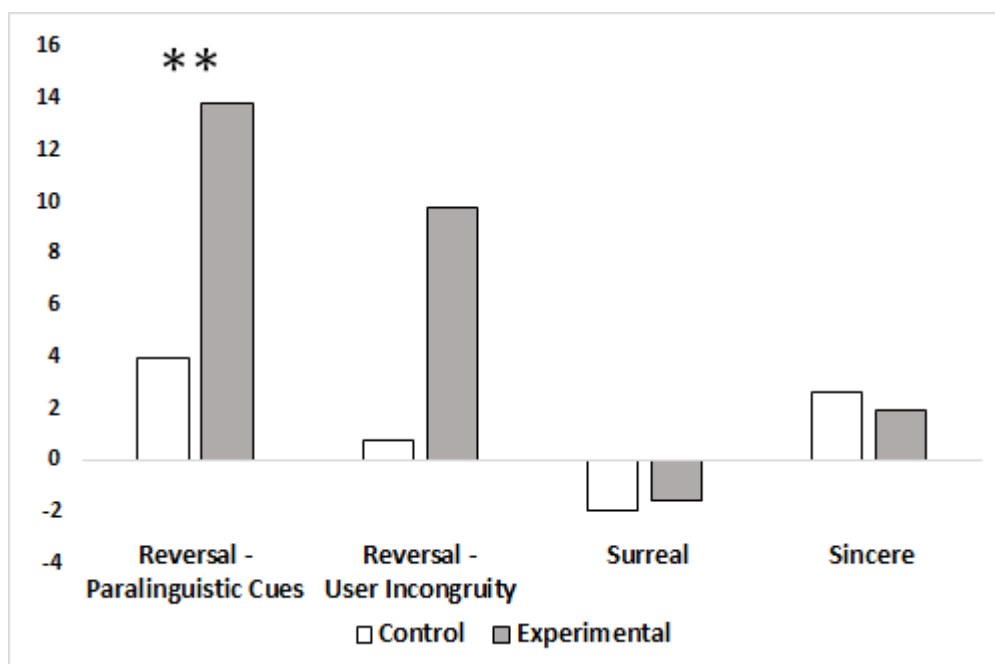 16
**
14
12
10
8
6
4
2
0
-2
-4
Reversal -
Paralinguistic Cues
Reversal -
User Incongruity
Surreal
Sincere
Control Experimental